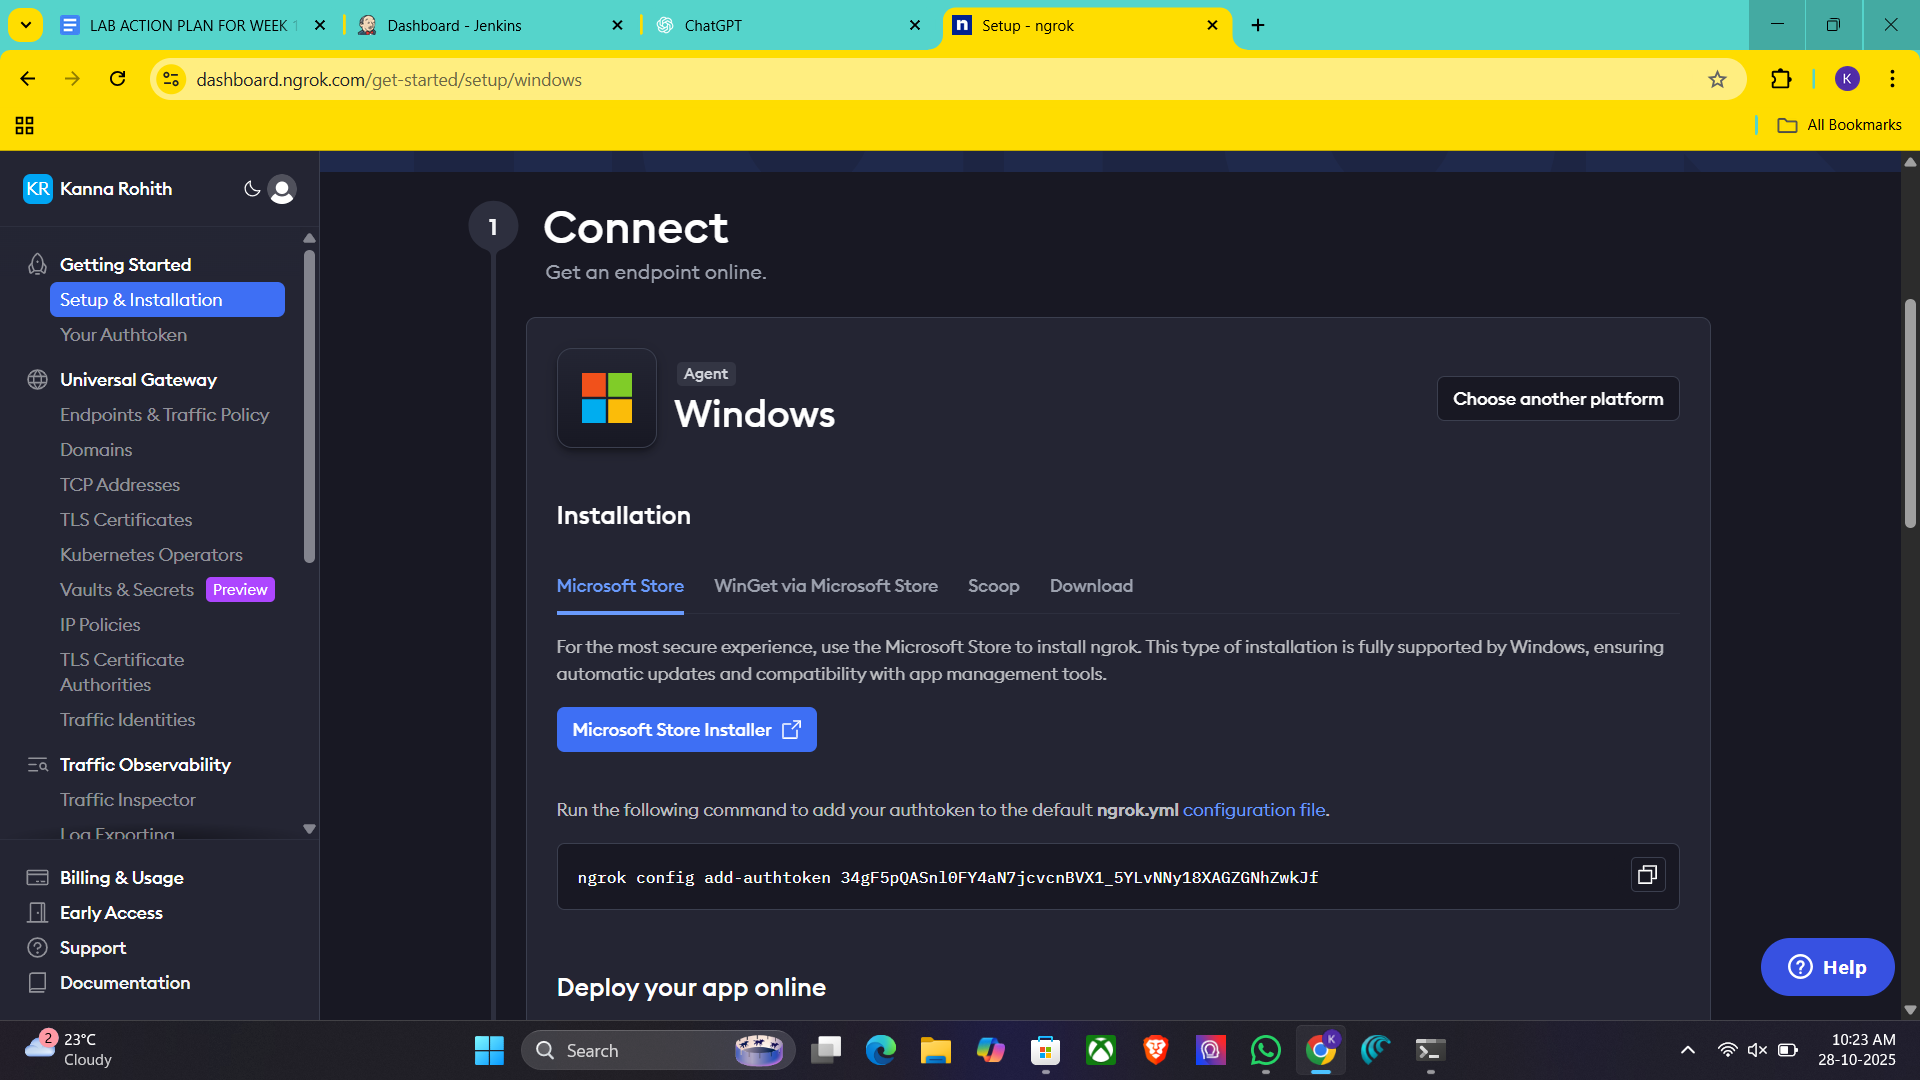 LAB ACTION PLAN FOR WEEK 1
Dashboard - Jenkins
ChatGPT
n Setup - ngrok
dashboard.ngrok.com/get-started/setup/windows
K
All Bookmarks
KR Kanna Rohith
Getting Started
Setup & Installation
Your Authtoken
Universal Gateway
Endpoints & Traffic Policy
Domains
TCP Addresses
TLS Certificates
Kubernetes Operators
Vaults & Secrets Preview
IP Policies
TLS Certificate
Authorities
Traffic Identities
Traffic Observability
Traffic Inspector
Log Exporting
Billing & Usage
Early Access
Support
Documentation
1 Connect
Get an endpoint online.
Agent
Windows
Choose another platform
Installation
Microsoft Store WinGet via Microsoft Store Scoop Download
For the most secure experience, use the Microsoft Store to install ngrok. This type of installation is fully supported by Windows, ensuring
automatic updates and compatibility with app management tools.
Microsoft Store Installer
Run the following command to add your authtoken to the default ngrok.yml configuration file.
ngrok config add-authtoken 34gF5pQASnl0FY4aN7jcvcnBVX1_5YLvNNy18XAGZGNhZwkJf
Deploy your app online
Help
2
23°C
Cloudy
Search
K
10:23 AM
28-10-2025